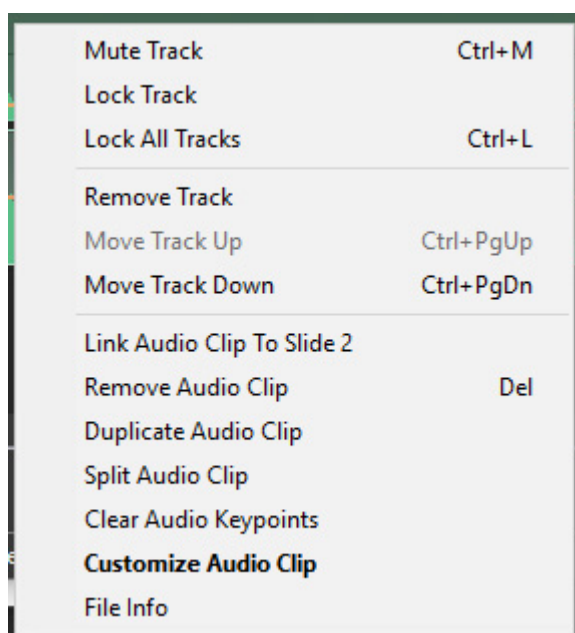 Mute Track Ctrl+M
Lock Track
Lock All Tracks Ctrl+L
Remove Track
Move Track Up Ctrl+PgUp
Move Track Down Ctrl+PgDn
Link Audio Clip To Slide 2
Remove Audio Clip Del
Duplicate Audio Clip
Split Audio Clip
Clear Audio Keypoints
Customize Audio Clip
File Info